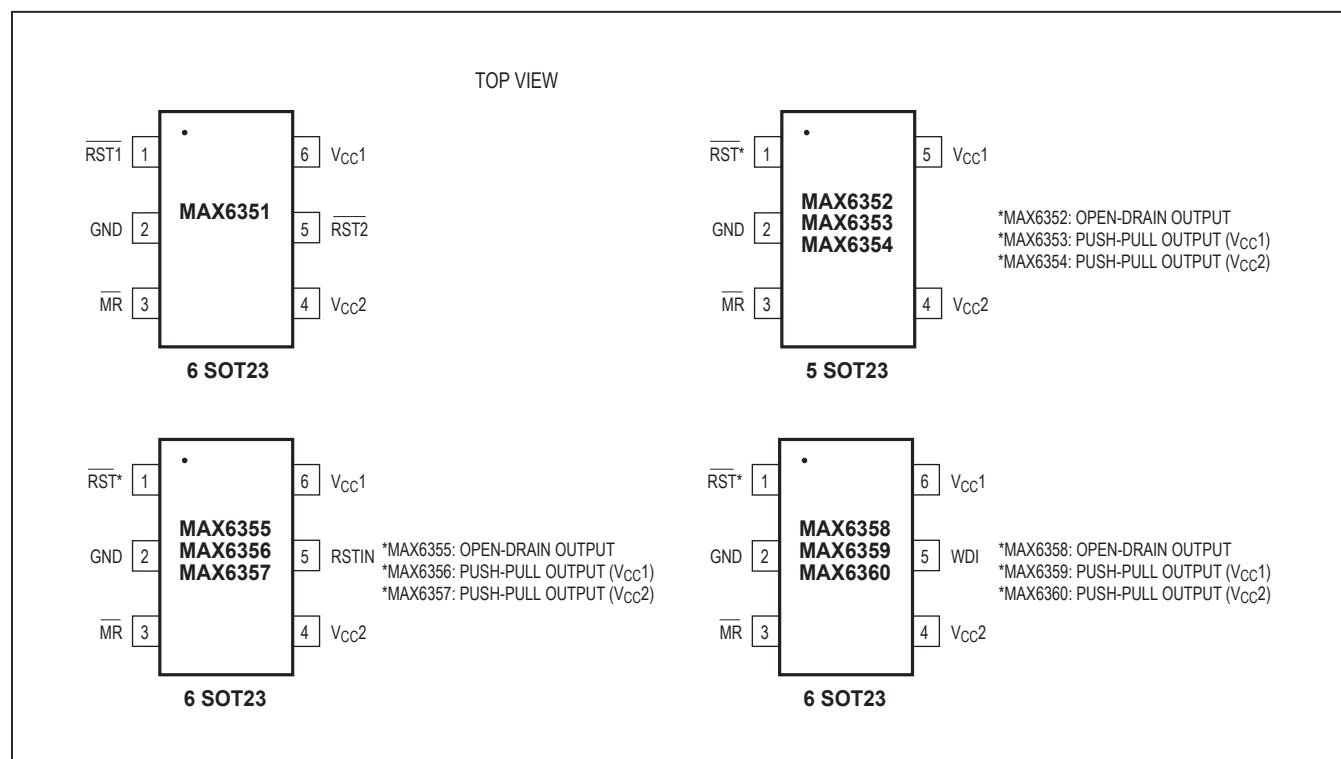 TOP VIEW
RST1 1
GND 2
MR 3
MAX6351
6 VCC1
5 RST2
4 VCC2
6 SOT23
RST* 1
GND 2
MR 3
MAX6352
MAX6353
MAX6354
5 VCC1
4 VCC2
*MAX6352: OPEN-DRAIN OUTPUT
*MAX6353: PUSH-PULL OUTPUT (VCC1)
*MAX6354: PUSH-PULL OUTPUT (VCC2)
5 SOT23
RST* 1
GND 2
MR 3
MAX6355
MAX6356
MAX6357
6 VCC1
5 RSTIN
4 VCC2
*MAX6355: OPEN-DRAIN OUTPUT
*MAX6356: PUSH-PULL OUTPUT (VCC1)
*MAX6357: PUSH-PULL OUTPUT (VCC2)
6 SOT23
RST* 1
GND 2
MR 3
MAX6358
MAX6359
MAX6360
6 VCC1
5 WDI
4 VCC2
*MAX6358: OPEN-DRAIN OUTPUT
*MAX6359: PUSH-PULL OUTPUT (VCC1)
*MAX6360: PUSH-PULL OUTPUT (VCC2)
6 SOT23